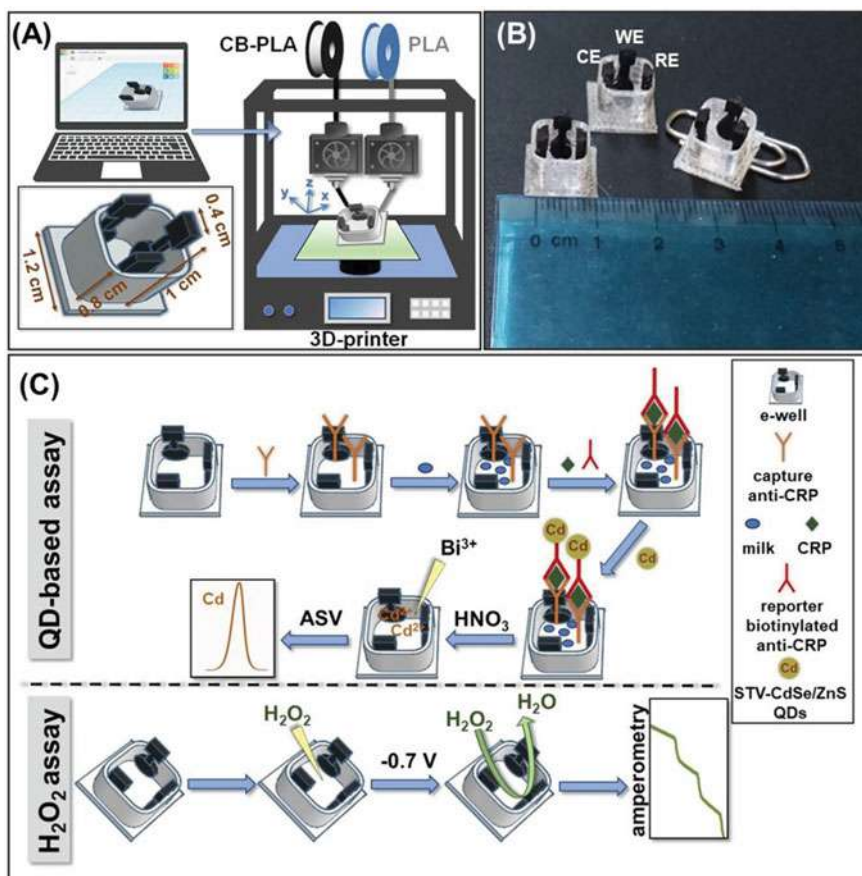 (A)
CB-PLA
PLA
z
y
x
0.4 cm
1.2 cm
0.8 cm
1 cm
3D-printer
(B)
WE
CE
RE
0 cm 1 2 3 4 5
(C)
QD-based assay
Cd
Cd
Cd
Bi³⁺
Cd
ASV
Cd²⁺
HNO₃
H₂O₂ assay
H₂O₂
-0.7 V
H₂O₂
H₂O
amperometry
e-well
capture
anti-CRP
milk CRP
reporter
biotinylated
anti-CRP
Cd
STV-CdSe/ZnS
QDs